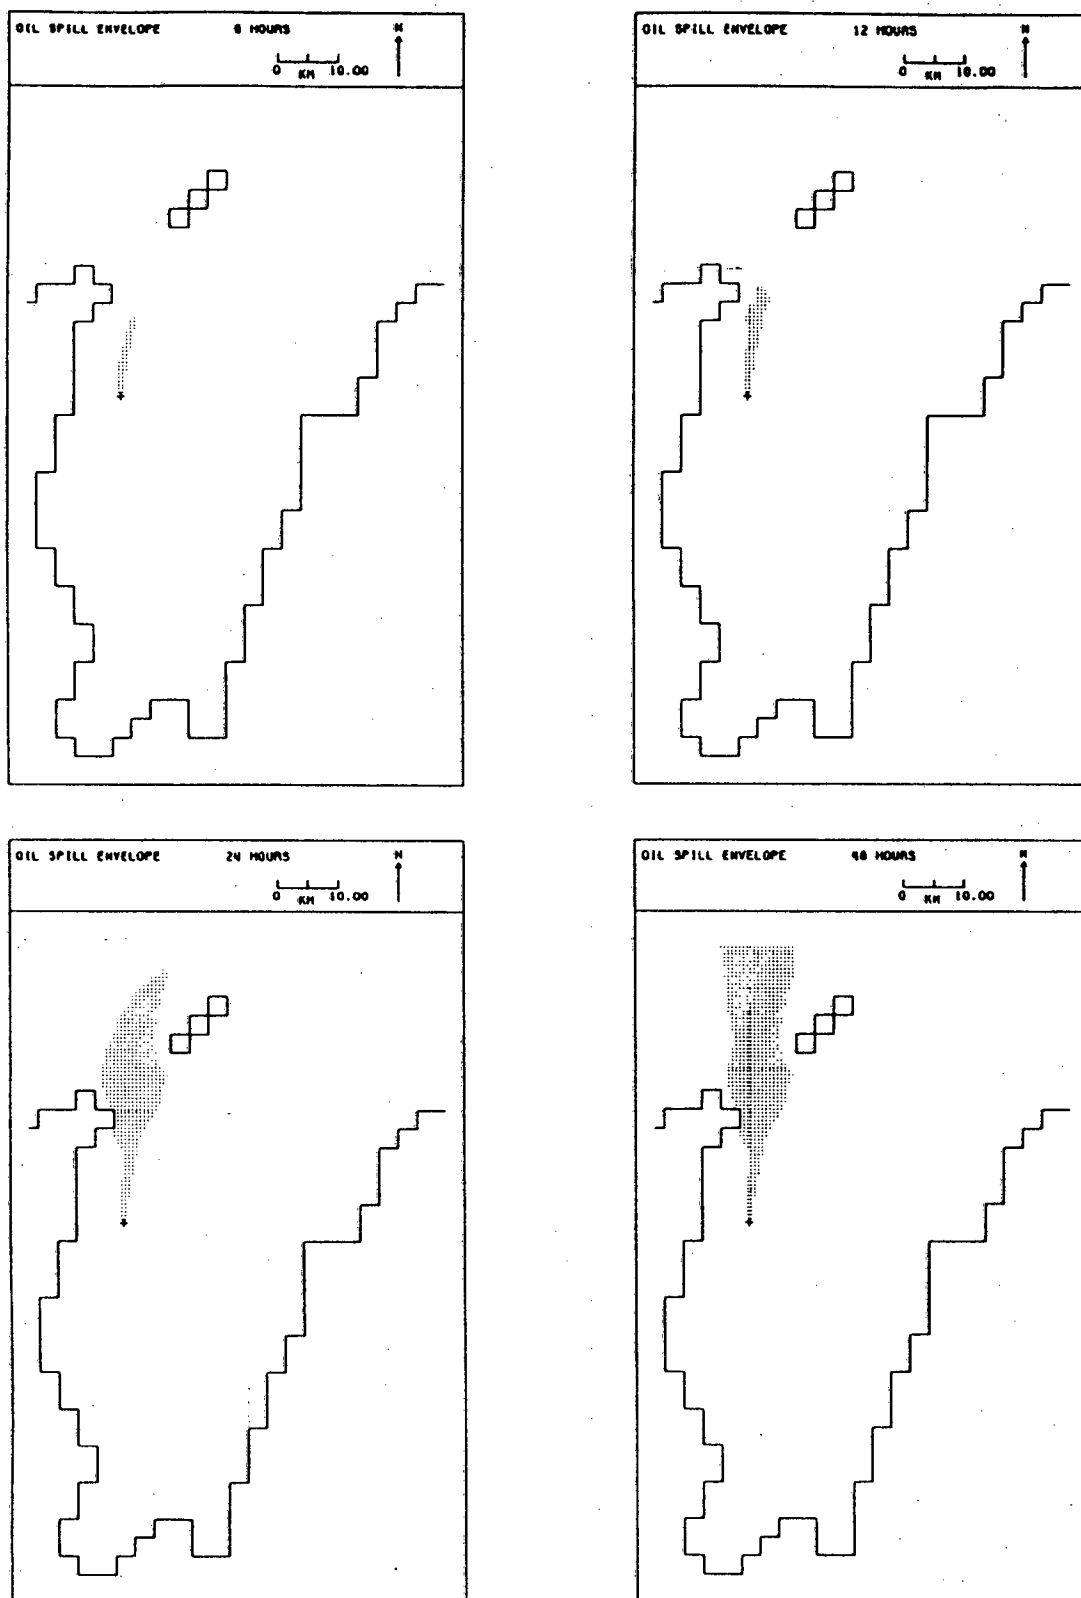 OIL SPILL ENVELOPE 6 HOURS N
0 KM 10.00
OIL SPILL ENVELOPE 12 HOURS N
0 KM 10.00
OIL SPILL ENVELOPE 24 HOURS N
0 KM 10.00
OIL SPILL ENVELOPE 48 HOURS N
0 KM 10.00